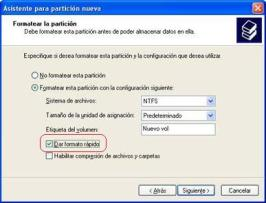 Asistente para partición nueva
Formatear la partición
Debe formatear esta partición antes de poder almacenar datos en ella.
Especifique si desea formatear esta partición y la configuración que desea utilizar.
No formatear esta partición
Formatear esta partición con la configuración siguiente:
Sistema de archivos: NTFS
Tamaño de la unidad de asignación: Predeterminado
Etiqueta del volumen: Nuevo vol
Dar formato rápido
Habilitar compresión de archivos y carpetas
< Atrás Siguiente > Cancelar